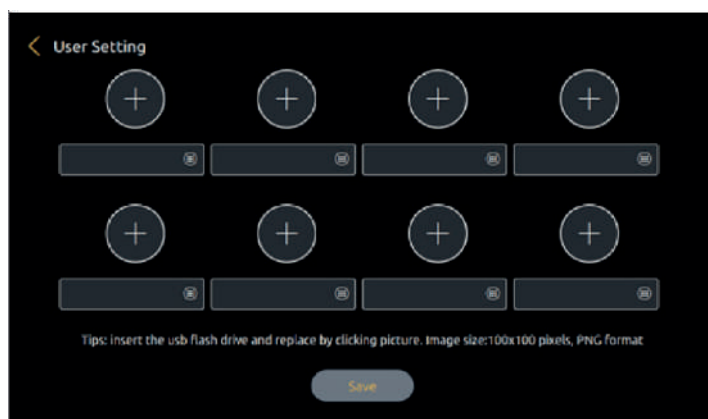 User Setting
Tips: insert the usb flash drive and replace by clicking picture. Image size:100x100 pixels, PNG format
Save